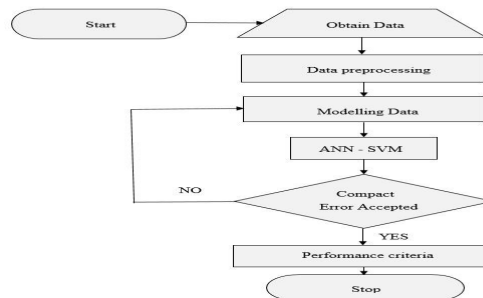 Start
Obtain Data
Data preprocessing
Modelling Data
ANN - SVM
NO
Compact
Error Accepted
YES
Performance criteria
Stop